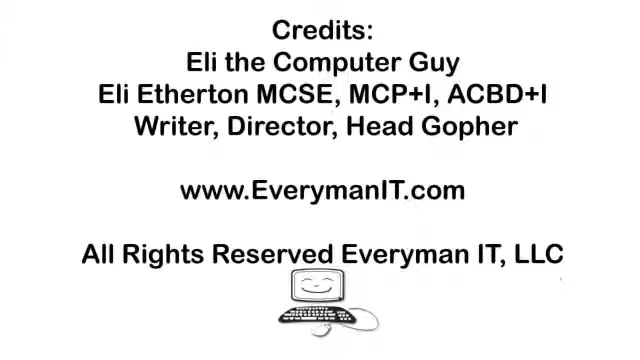 Credits:
Eli the Computer Guy
Eli Etherton MCSE, MCP+I, ACBD+I
Writer, Director, Head Gopher
www.EverymanIT.com
All Rights Reserved Everyman IT, LLC